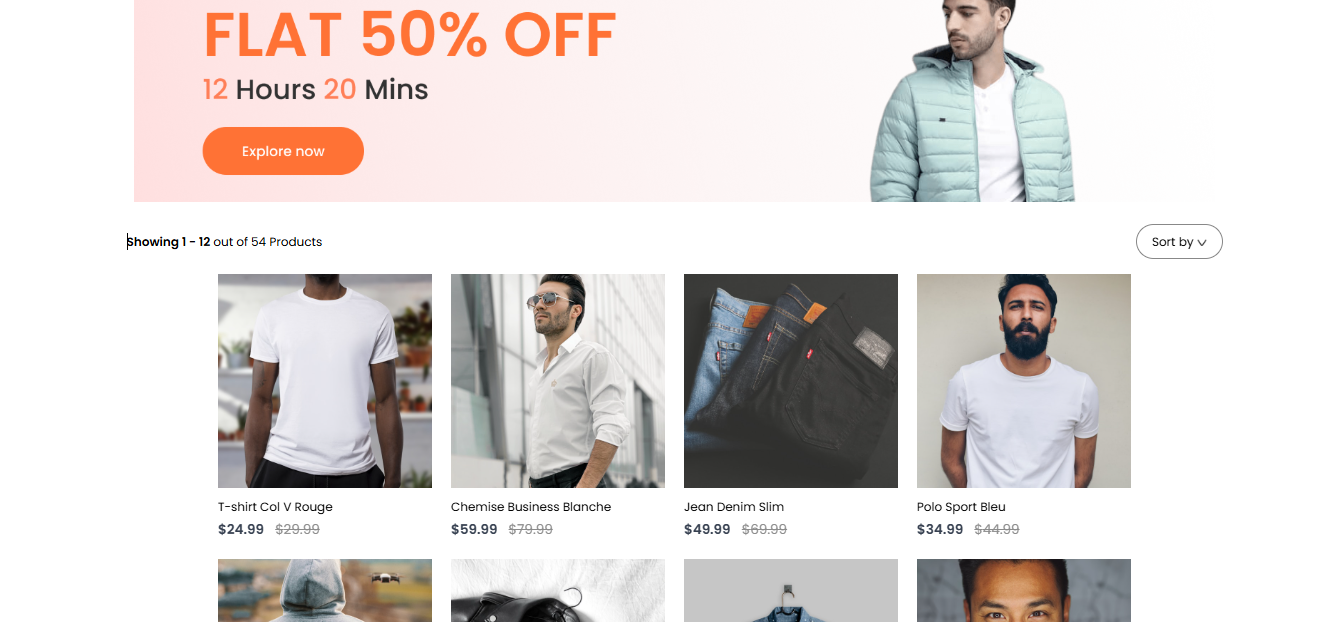 FLAT 50% OFF
12 Hours 20 Mins
Explore now
Showing 1 - 12 out of 54 Products
Sort by
T-shirt Col V Rouge
$24.99 $29.99
Chemise Business Blanche
$59.99 $79.99
Jean Denim Slim
$49.99 $69.99
Polo Sport Bleu
$34.99 $44.99